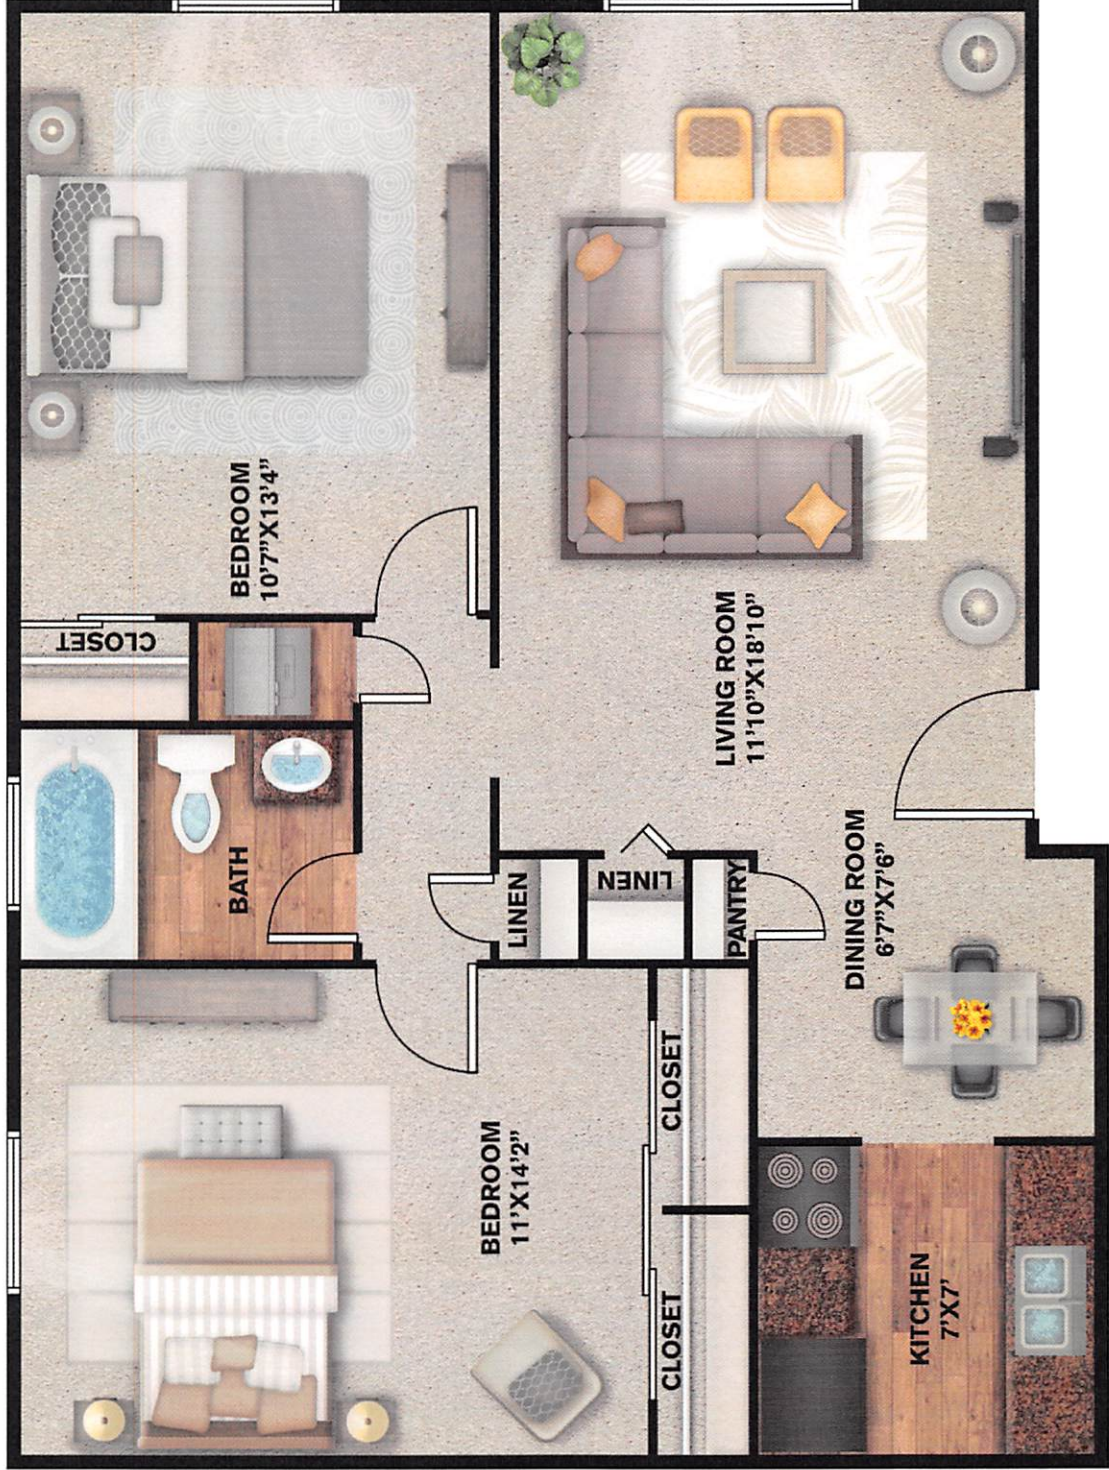 BEDROOM
10'7"X13'4"
CLOSET
LIVING ROOM
11'10"X18'10"
BATH
LINEN
LINEN
PANTRY
DINING ROOM
6'7"X7'6"
BEDROOM
11'X14'2"
CLOSET
CLOSET
KITCHEN
7'X7'